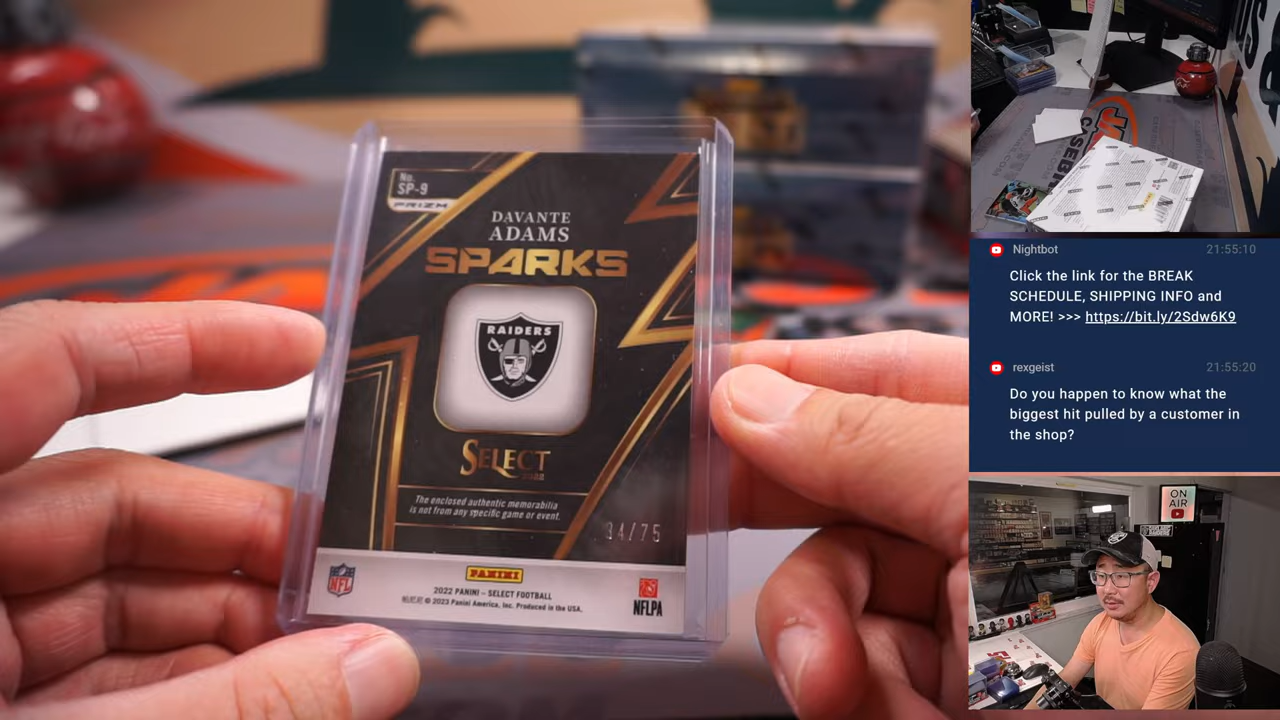 No.
SP-9
PRIZM
DAVANTE
ADAMS
SPARKS
RAIDERS
SELECT
2022
The enclosed authentic memorabilia
is not from any specific game or event.
34/75
NFL
PANINI
2022 PANINI – SELECT FOOTBALL
© 2023 Panini America, Inc. Produced in the USA.
NFLPA
Nightbot
21:55:10
Click the link for the BREAK
SCHEDULE, SHIPPING INFO and
MORE! >>> https://bit.ly/2Sdw6K9
rexgeist
21:55:20
Do you happen to know what the
biggest hit pulled by a customer in
the shop?
ON
AIR